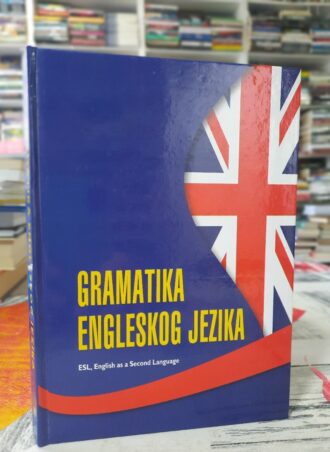 GRAMATIKA
ENGLESKOG JEZIKA
ESL, English as a Second Language